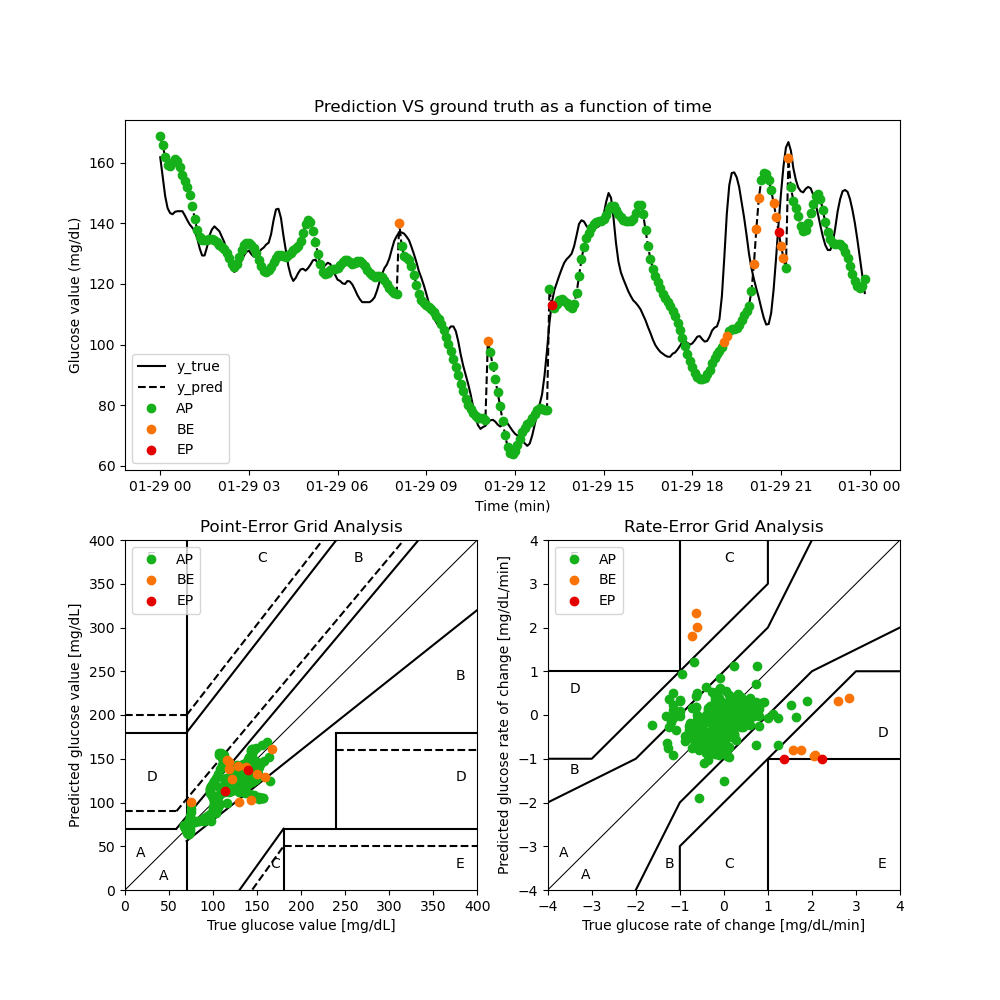 Prediction VS ground truth as a function of time
Glucose value (mg/dL)
160
140
120
100
80
60
y_true
y_pred
AP
BE
EP
01-29 00 01-29 03 01-29 06 01-29 09 01-29 12 01-29 15 01-29 18 01-29 21 01-30 00
Time (min)
Point-Error Grid Analysis
Predicted glucose value [mg/dL]
400
350
300
250
200
150
100
50
0
AP
BE
EP
C
B
B
D
D
A
A
C
E
0 50 100 150 200 250 300 350 400
True glucose value [mg/dL]
Rate-Error Grid Analysis
Predicted glucose rate of change [mg/dL/min]
4
3
2
1
0
−1
−2
−3
−4
AP
BE
EP
C
D
D
B
A
A
B
C
E
−4 −3 −2 −1 0 1 2 3 4
True glucose rate of change [mg/dL/min]